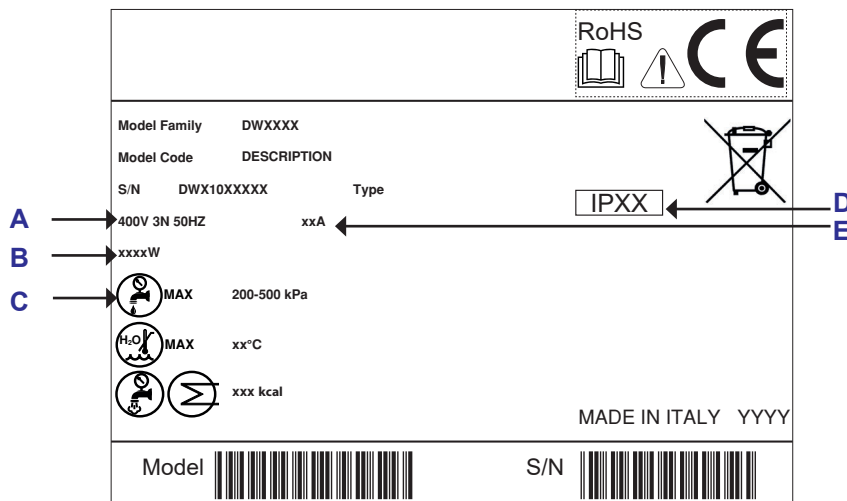 RoHS
CE
Model Family DWXXXX
Model Code DESCRIPTION
S/N DWX10XXXXX Type
IPXX
D
A
400V 3N 50HZ xxA
E
B
xxxxW
C
MAX 200-500 kPa
H₂O
MAX xx°C
xxx kcal
MADE IN ITALY YYYY
Model
S/N